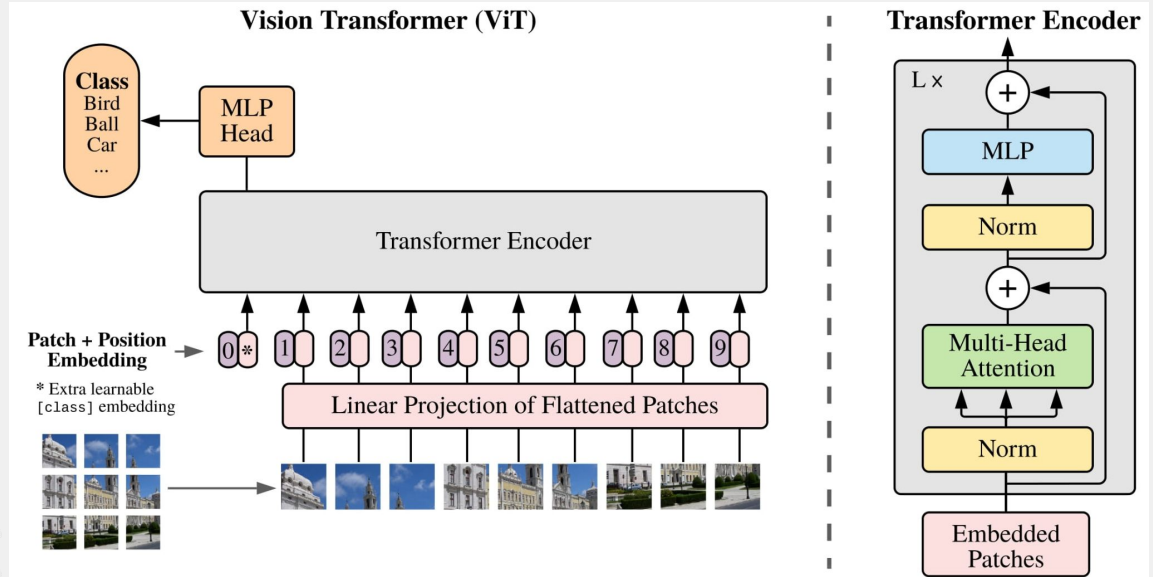 Vision Transformer (ViT)
Class
Bird
Ball
Car
...
MLP
Head
Transformer Encoder
Patch + Position
Embedding
* Extra learnable
[class] embedding
0 * 1 2 3 4 5 6 7 8 9
Linear Projection of Flattened Patches
Transformer Encoder
L ×
+
MLP
Norm
+
Multi-Head
Attention
Norm
Embedded
Patches